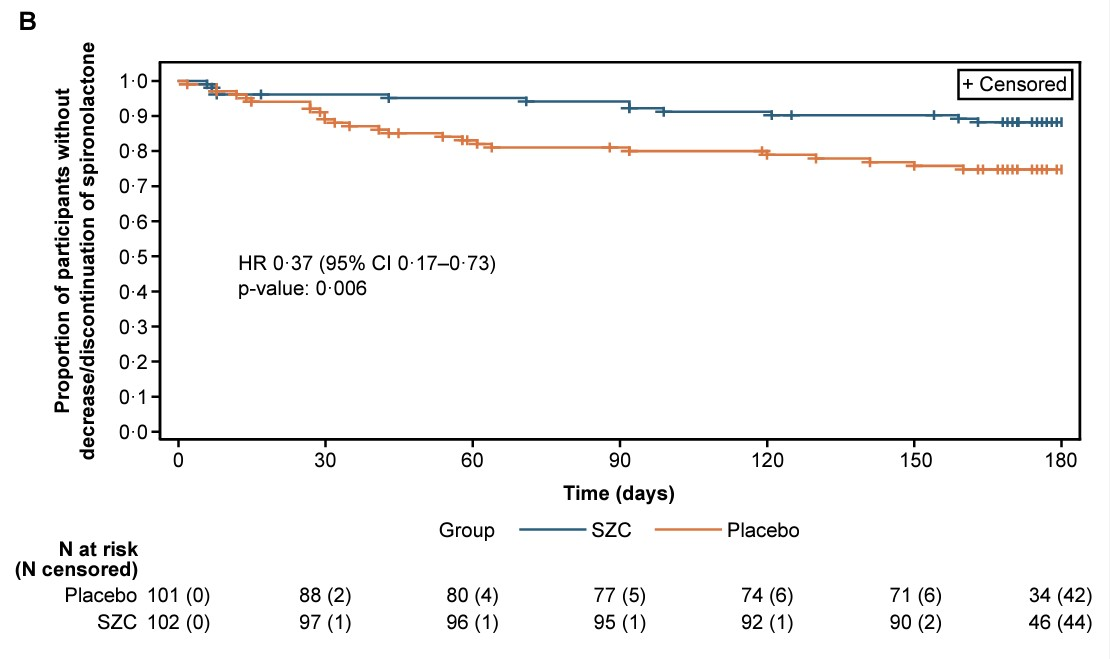 B
Proportion of participants without
decrease/discontinuation of spironolactone
1·0
0·9
0·8
0·7
0·6
0·5
0·4
0·3
0·2
0·1
0·0
+ Censored
HR 0·37 (95% CI 0·17–0·73)
p-value: 0·006
0 30 60 90 120 150 180
Time (days)
Group SZC Placebo
N at risk
(N censored)
Placebo 101 (0) 88 (2) 80 (4) 77 (5) 74 (6) 71 (6) 34 (42)
SZC 102 (0) 97 (1) 96 (1) 95 (1) 92 (1) 90 (2) 46 (44)